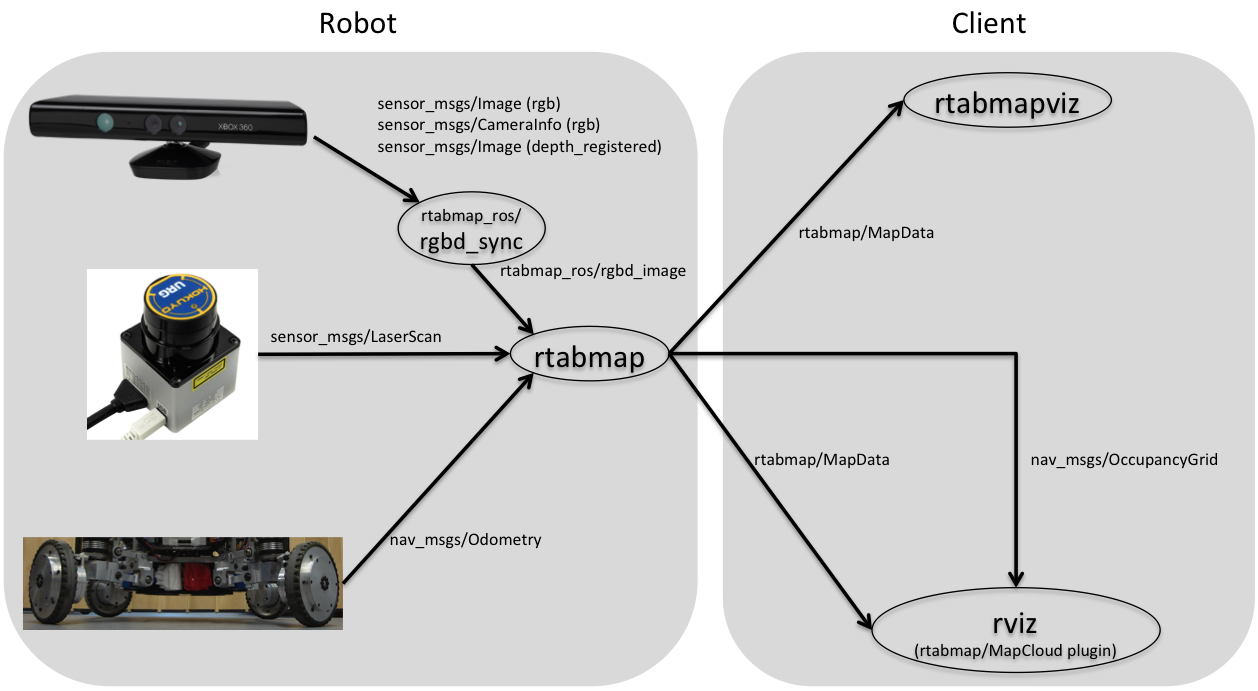 Robot
Client
XBOX 360
sensor_msgs/Image (rgb)
sensor_msgs/CameraInfo (rgb)
sensor_msgs/Image (depth_registered)
rtabmapviz
rtabmap_ros/
rgbd_sync
rtabmap/MapData
rtabmap_ros/rgbd_image
HOKUYO
URG
sensor_msgs/LaserScan
rtabmap
rtabmap/MapData
nav_msgs/OccupancyGrid
nav_msgs/Odometry
rviz
(rtabmap/MapCloud plugin)